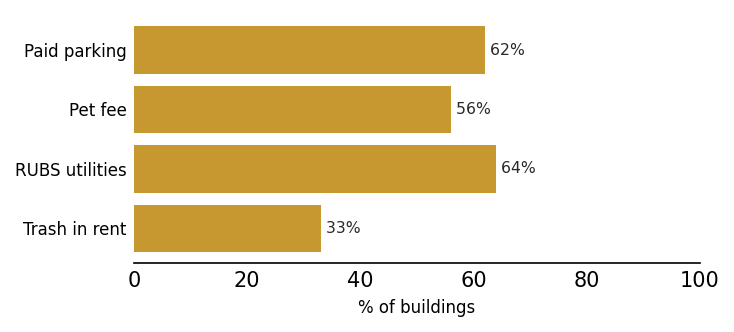 Paid parking 62%
Pet fee 56%
RUBS utilities 64%
Trash in rent 33%
0 20 40 60 80 100
% of buildings